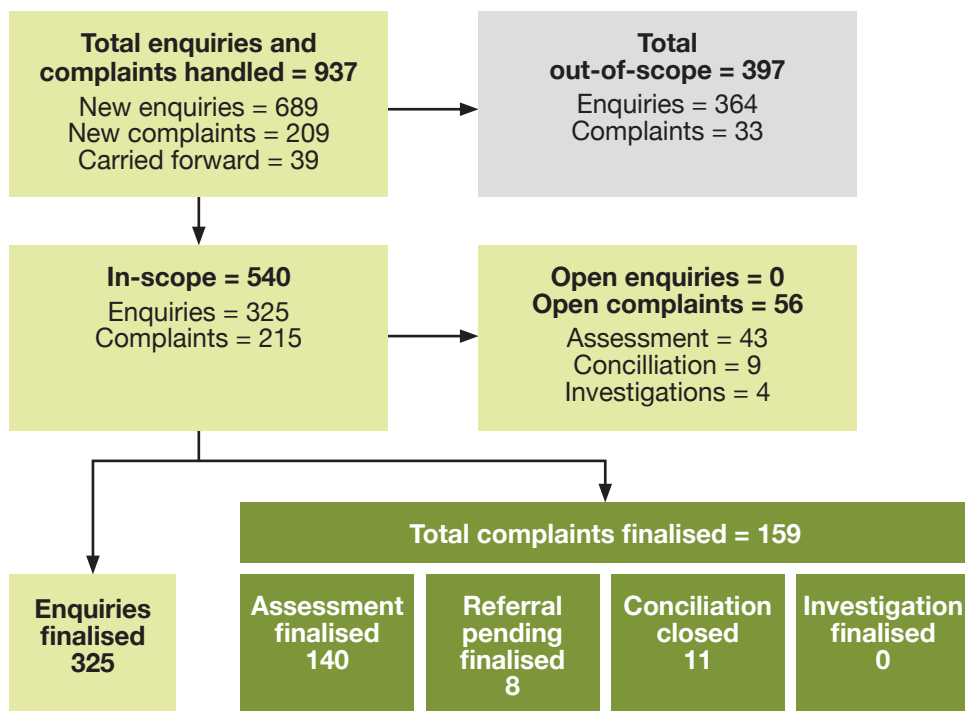 Total enquiries and
complaints handled = 937
New enquiries = 689
New complaints = 209
Carried forward = 39
Total
out-of-scope = 397
Enquiries = 364
Complaints = 33
In-scope = 540
Enquiries = 325
Complaints = 215
Open enquiries = 0
Open complaints = 56
Assessment = 43
Concilliation = 9
Investigations = 4
Total complaints finalised = 159
Enquiries
finalised
325
Assessment
finalised
140
Referral
pending
finalised
8
Conciliation
closed
11
Investigation
finalised
0